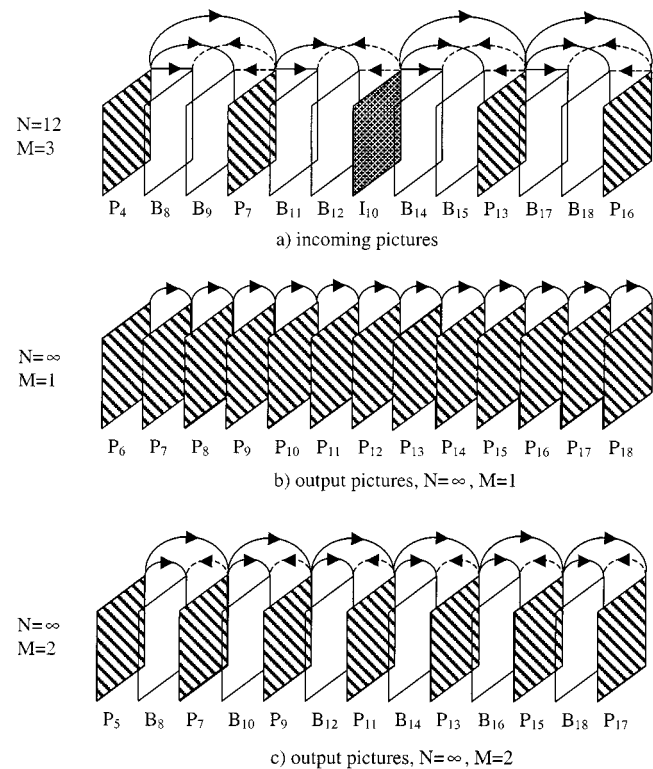 N=12
M=3
P₄ B₈ B₉ P₇ B₁₁ B₁₂ I₁₀ B₁₄ B₁₅ P₁₃ B₁₇ B₁₈ P₁₆
a) incoming pictures
N=∞
M=1
P₆ P₇ P₈ P₉ P₁₀ P₁₁ P₁₂ P₁₃ P₁₄ P₁₅ P₁₆ P₁₇ P₁₈
b) output pictures, N=∞, M=1
N=∞
M=2
P₅ B₈ P₇ B₁₀ P₉ B₁₂ P₁₁ B₁₄ P₁₃ B₁₆ P₁₅ B₁₈ P₁₇
c) output pictures, N=∞, M=2